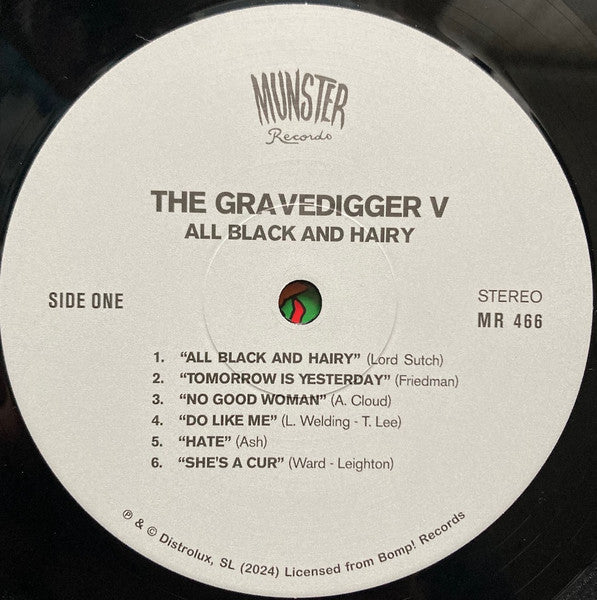 MUNSTER
Records
THE GRAVEDIGGER V
ALL BLACK AND HAIRY
SIDE ONE
STEREO
MR 466
1. “ALL BLACK AND HAIRY” (Lord Sutch)
2. “TOMORROW IS YESTERDAY” (Friedman)
3. “NO GOOD WOMAN” (A. Cloud)
4. “DO LIKE ME” (L. Welding - T. Lee)
5. “HATE” (Ash)
6. “SHE'S A CUR” (Ward - Leighton)
℗ & © Distrolux, SL (2024) Licensed from Bomp! Records